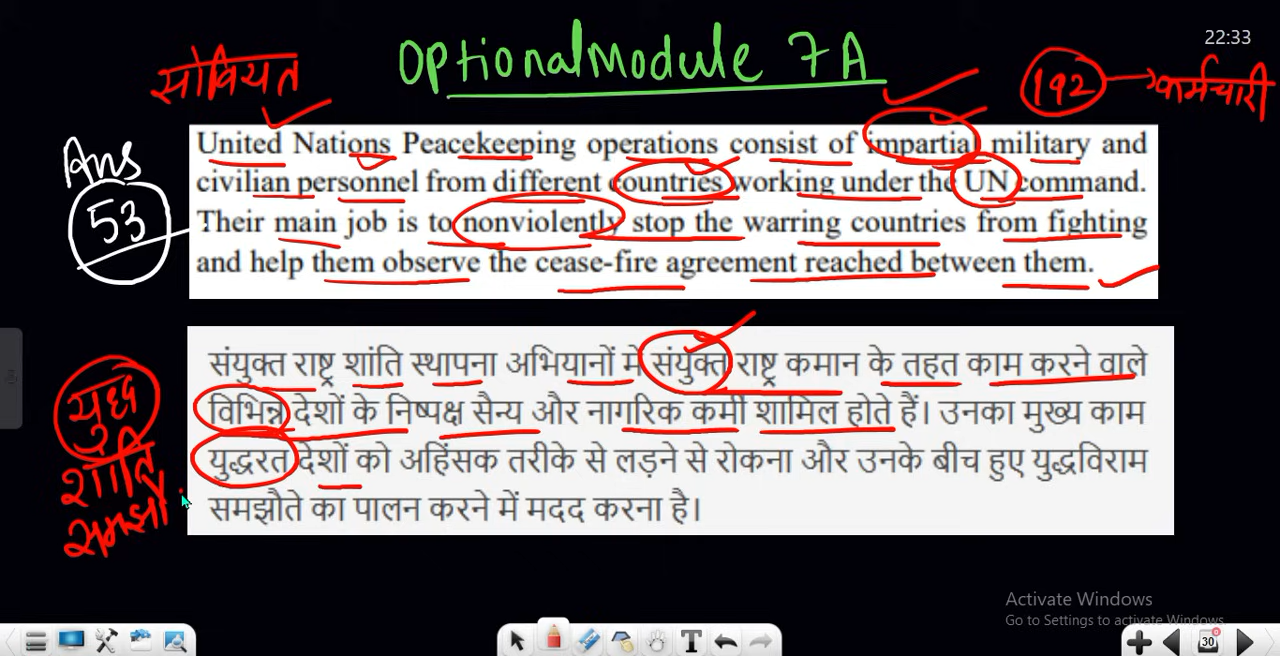 22:33
Optional Module 7A
सोवियत
192 → कर्मचारी
Ans
53
United Nations Peacekeeping operations consist of impartial military and
civilian personnel from different countries working under the UN command.
Their main job is to nonviolently stop the warring countries from fighting
and help them observe the cease-fire agreement reached between them.
संयुक्त राष्ट्र शांति स्थापना अभियानों में संयुक्त राष्ट्र कमान के तहत काम करने वाले
विभिन्न देशों के निष्पक्ष सैन्य और नागरिक कर्मी शामिल होते हैं। उनका मुख्य काम
युद्धरत देशों को अहिंसक तरीके से लड़ने से रोकना और उनके बीच हुए युद्धविराम
समझौते का पालन करने में मदद करना है।
युद्ध
शांति
समझौ
Activate Windows
Go to Settings to activate Windows
30